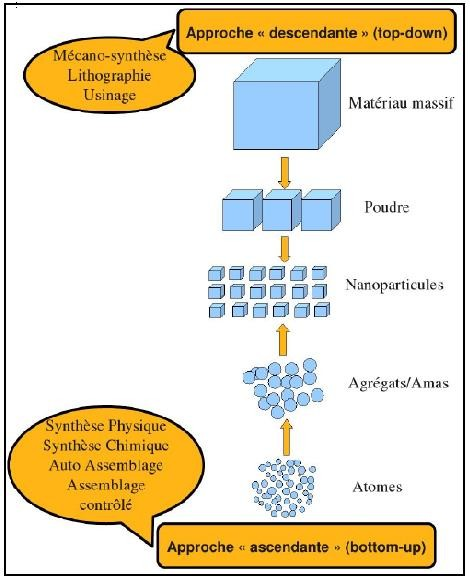 Approche « descendante » (top-down)
Mécano-synthèse
Lithographie
Usinage
Matériau massif
Poudre
Nanoparticules
Agrégats/Amas
Synthèse Physique
Synthèse Chimique
Auto Assemblage
Assemblage
contrôlé
Atomes
Approche « ascendante » (bottom-up)